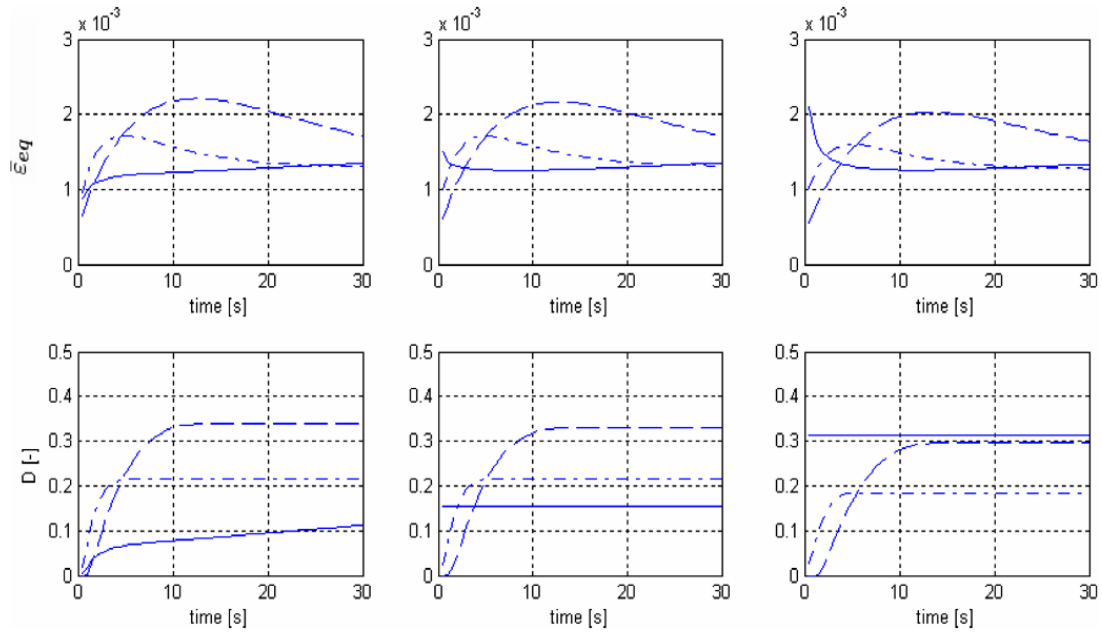 x 10⁻³ x 10⁻³ x 10⁻³
3 3 3
2 2 2
1 1 1
0 0 0
ε̄eq
0 10 20 30 0 10 20 30 0 10 20 30
time [s] time [s] time [s]
0.5 0.5 0.5
0.4 0.4 0.4
0.3 0.3 0.3
0.2 0.2 0.2
0.1 0.1 0.1
0 0 0
D [-]
0 10 20 30 0 10 20 30 0 10 20 30
time [s] time [s] time [s]